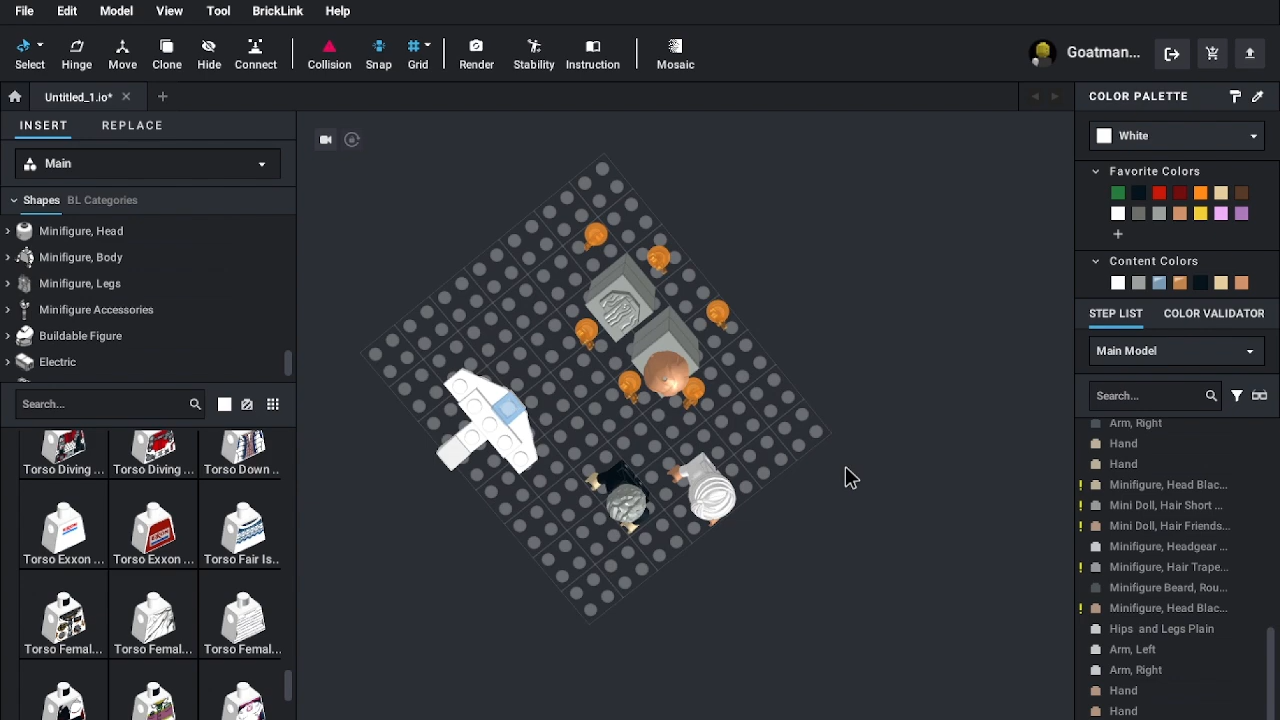 File Edit Model View Tool BrickLink Help
Select Hinge Move Clone Hide Connect Collision Snap Grid Render Stability Instruction Mosaic Goatman...
Untitled_1.io*
INSERT REPLACE
Main
Shapes BL Categories
Minifigure, Head
Minifigure, Body
Minifigure, Legs
Minifigure Accessories
Buildable Figure
Electric
Search...
Torso Diving ... Torso Diving ... Torso Down ...
Torso Exxon ... Torso Exxon ... Torso Fair Is..
Torso Femal... Torso Femal... Torso Femal...
COLOR PALETTE
White
Favorite Colors
Content Colors
STEP LIST COLOR VALIDATOR
Main Model
Search...
Arm, Right
Hand
Hand
Minifigure, Head Blac...
Mini Doll, Hair Short ...
Mini Doll, Hair Friends...
Minifigure, Headgear ...
Minifigure, Hair Trape...
Minifigure Beard, Rou...
Minifigure, Head Blac...
Hips and Legs Plain
Arm, Left
Arm, Right
Hand
Hand